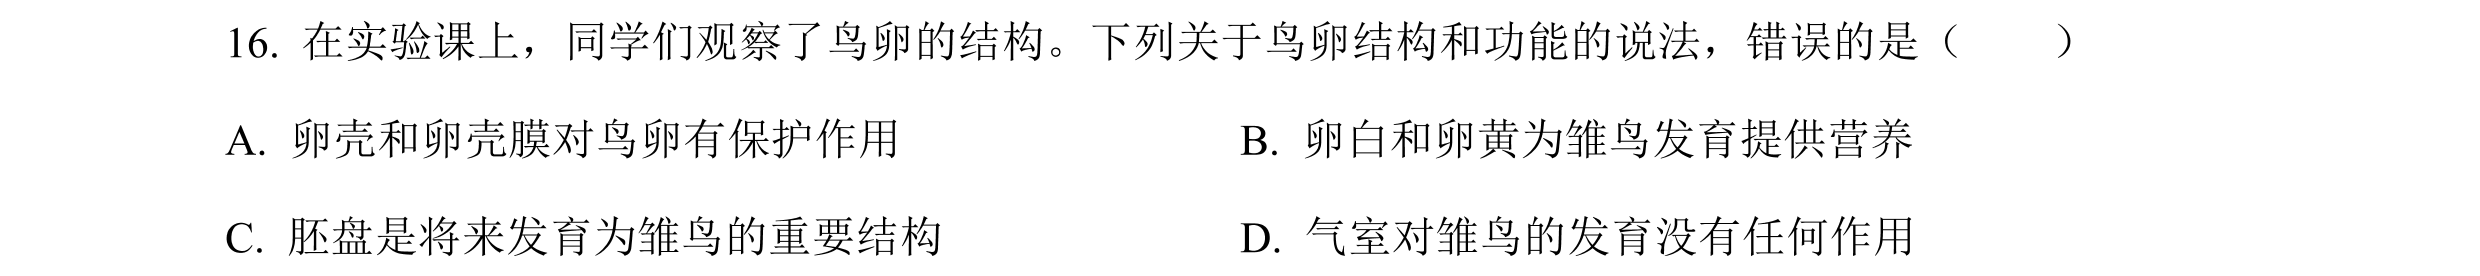 16. 在实验课上，同学们观察了鸟卵的结构。下列关于鸟卵结构和功能的说法，错误的是（　　）
A. 卵壳和卵壳膜对鸟卵有保护作用　　B. 卵白和卵黄为雏鸟发育提供营养
C. 胚盘是将来发育为雏鸟的重要结构　　D. 气室对雏鸟的发育没有任何作用